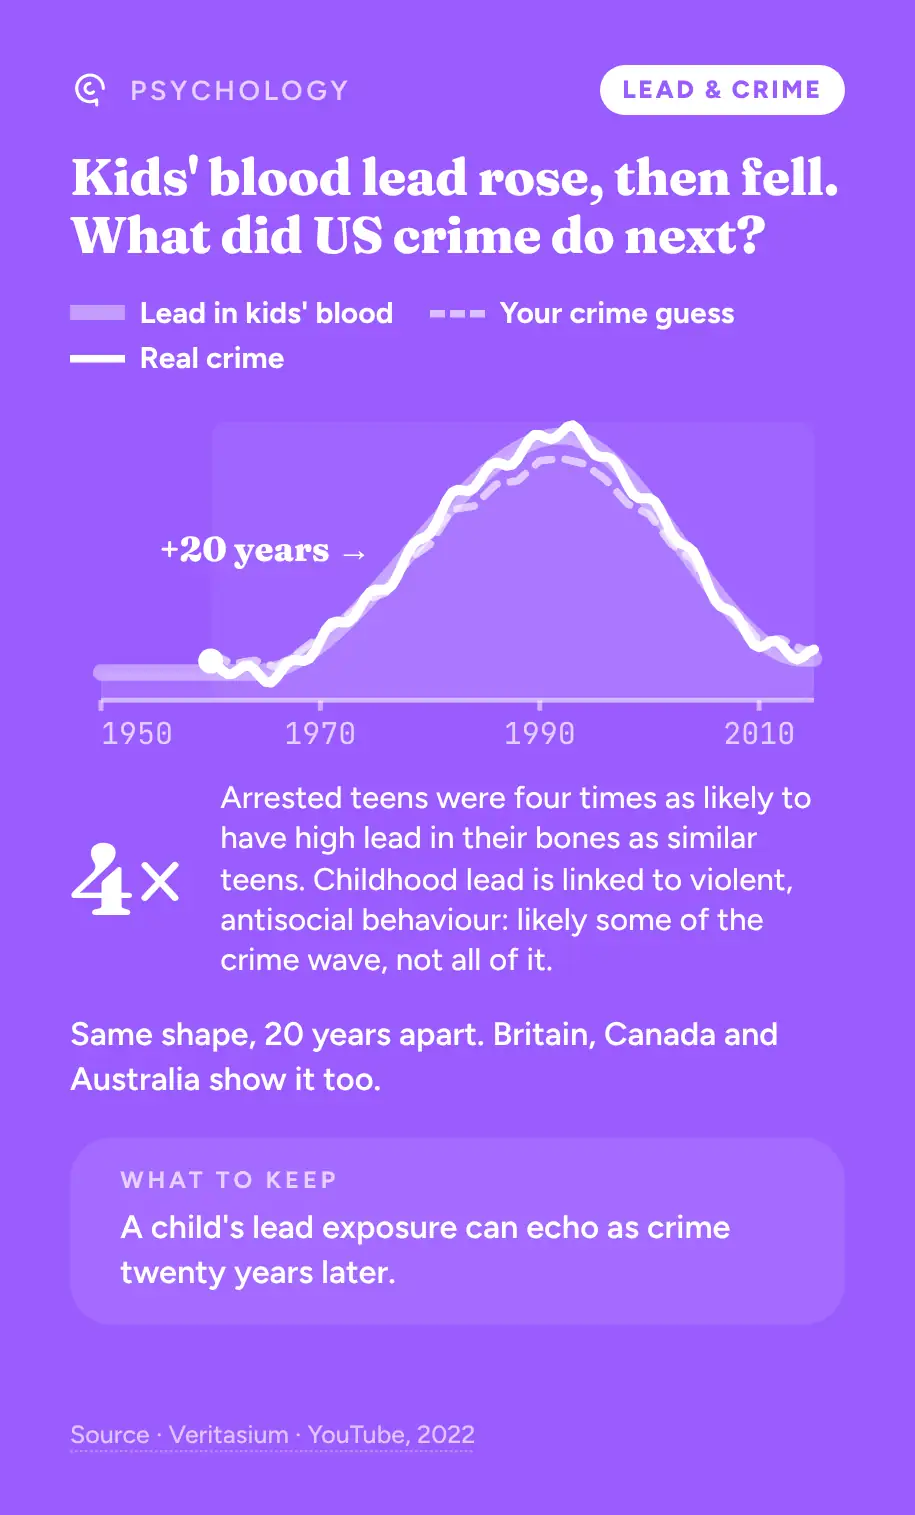 PSYCHOLOGY
LEAD & CRIME
Kids' blood lead rose, then fell.
What did US crime do next?
Lead in kids' blood
Your crime guess
Real crime
+20 years →
1950 1970 1990 2010
4×
Arrested teens were four times as likely to
have high lead in their bones as similar
teens. Childhood lead is linked to violent,
antisocial behaviour: likely some of the
crime wave, not all of it.
Same shape, 20 years apart. Britain, Canada and
Australia show it too.
WHAT TO KEEP
A child's lead exposure can echo as crime
twenty years later.
Source · Veritasium · YouTube, 2022